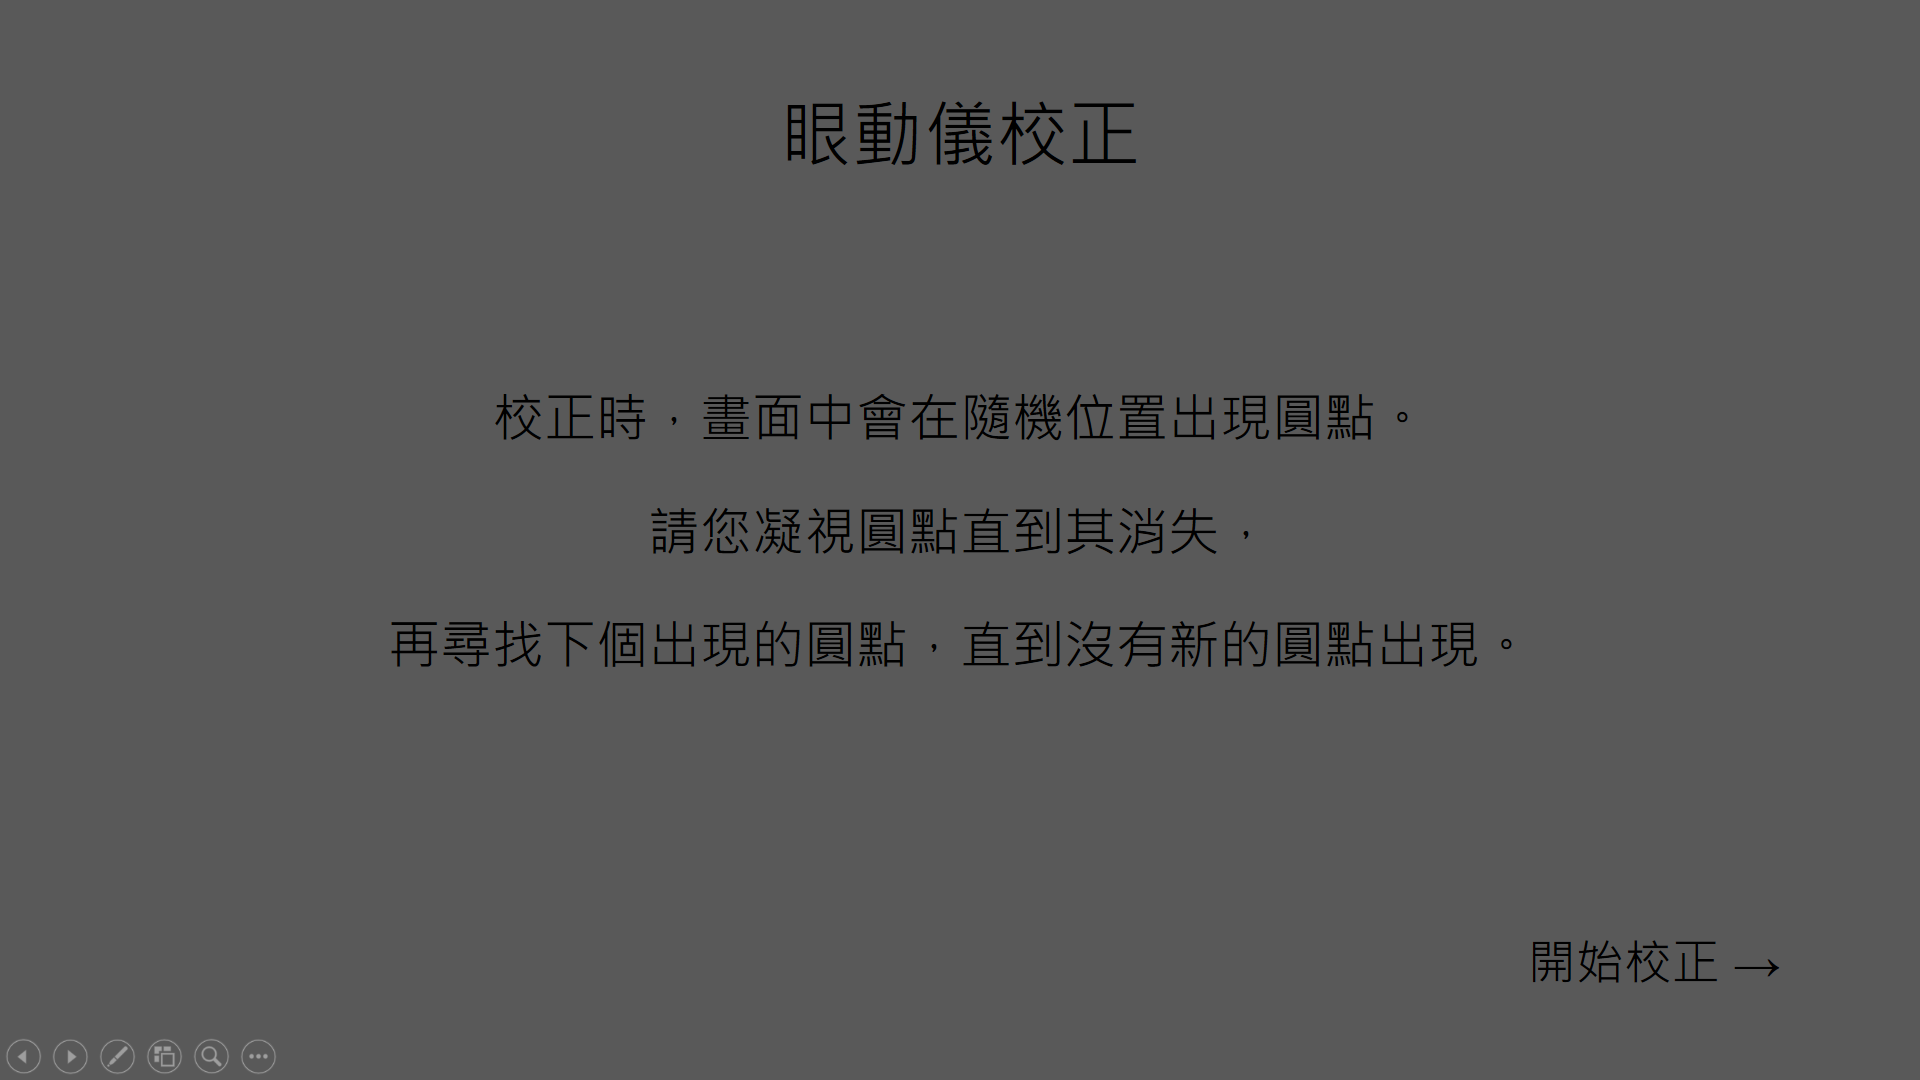 眼動儀校正
校正時，畫面中會在隨機位置出現圓點。
請您凝視圓點直到其消失，
再尋找下個出現的圓點，直到沒有新的圓點出現。
開始校正→